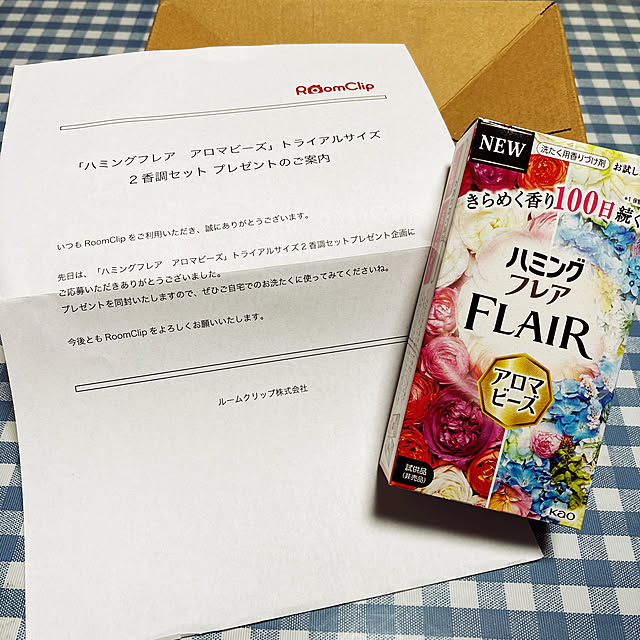 RoomClip
「ハミングフレア　アロマビーズ」トライアルサイズ
2香調セット プレゼントのご案内
いつも RoomClip をご利用いただき、誠にありがとうございます。
先日は、「ハミングフレア　アロマビーズ」トライアルサイズ2香調セットプレゼント企画に
ご応募いただきありがとうございました。
プレゼントを同封いたしますので、ぜひご自宅でのお洗たくに使ってみてくださいね。
今後とも RoomClip をよろしくお願いいたします。
ルームクリップ株式会社
NEW
洗たく用香りづけ剤
お試し
きらめく香り100日続く
ハミング
フレア
FLAIR
アロマ
ビーズ
試供品
(非売品)
Kao